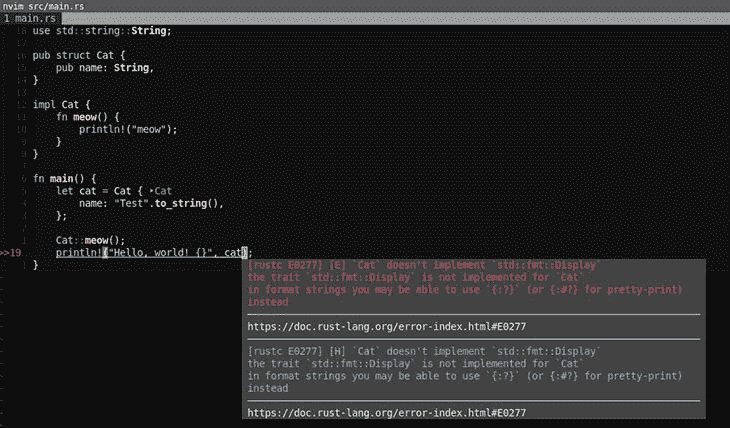 nvim src/main.rs
1 main.rs
18 use std::string::String;
17
16 pub struct Cat {
15     pub name: String,
14 }
13
12 impl Cat {
11     fn meow() {
10         println!("meow");
9     }
8 }
7
6 fn main() {
5     let cat = Cat { ‣Cat
4         name: "Test".to_string(),
3     };
2
1     Cat::meow();
>>19     println!("Hello, world! {}", cat);
1 }
[rustc E0277] [E] `Cat` doesn't implement `std::fmt::Display`
the trait `std::fmt::Display` is not implemented for `Cat`
in format strings you may be able to use `{:?}` (or {:#?} for pretty-print)
instead
https://doc.rust-lang.org/error-index.html#E0277
[rustc E0277] [H] `Cat` doesn't implement `std::fmt::Display`
the trait `std::fmt::Display` is not implemented for `Cat`
in format strings you may be able to use `{:?}` (or {:#?} for pretty-print)
instead
https://doc.rust-lang.org/error-index.html#E0277